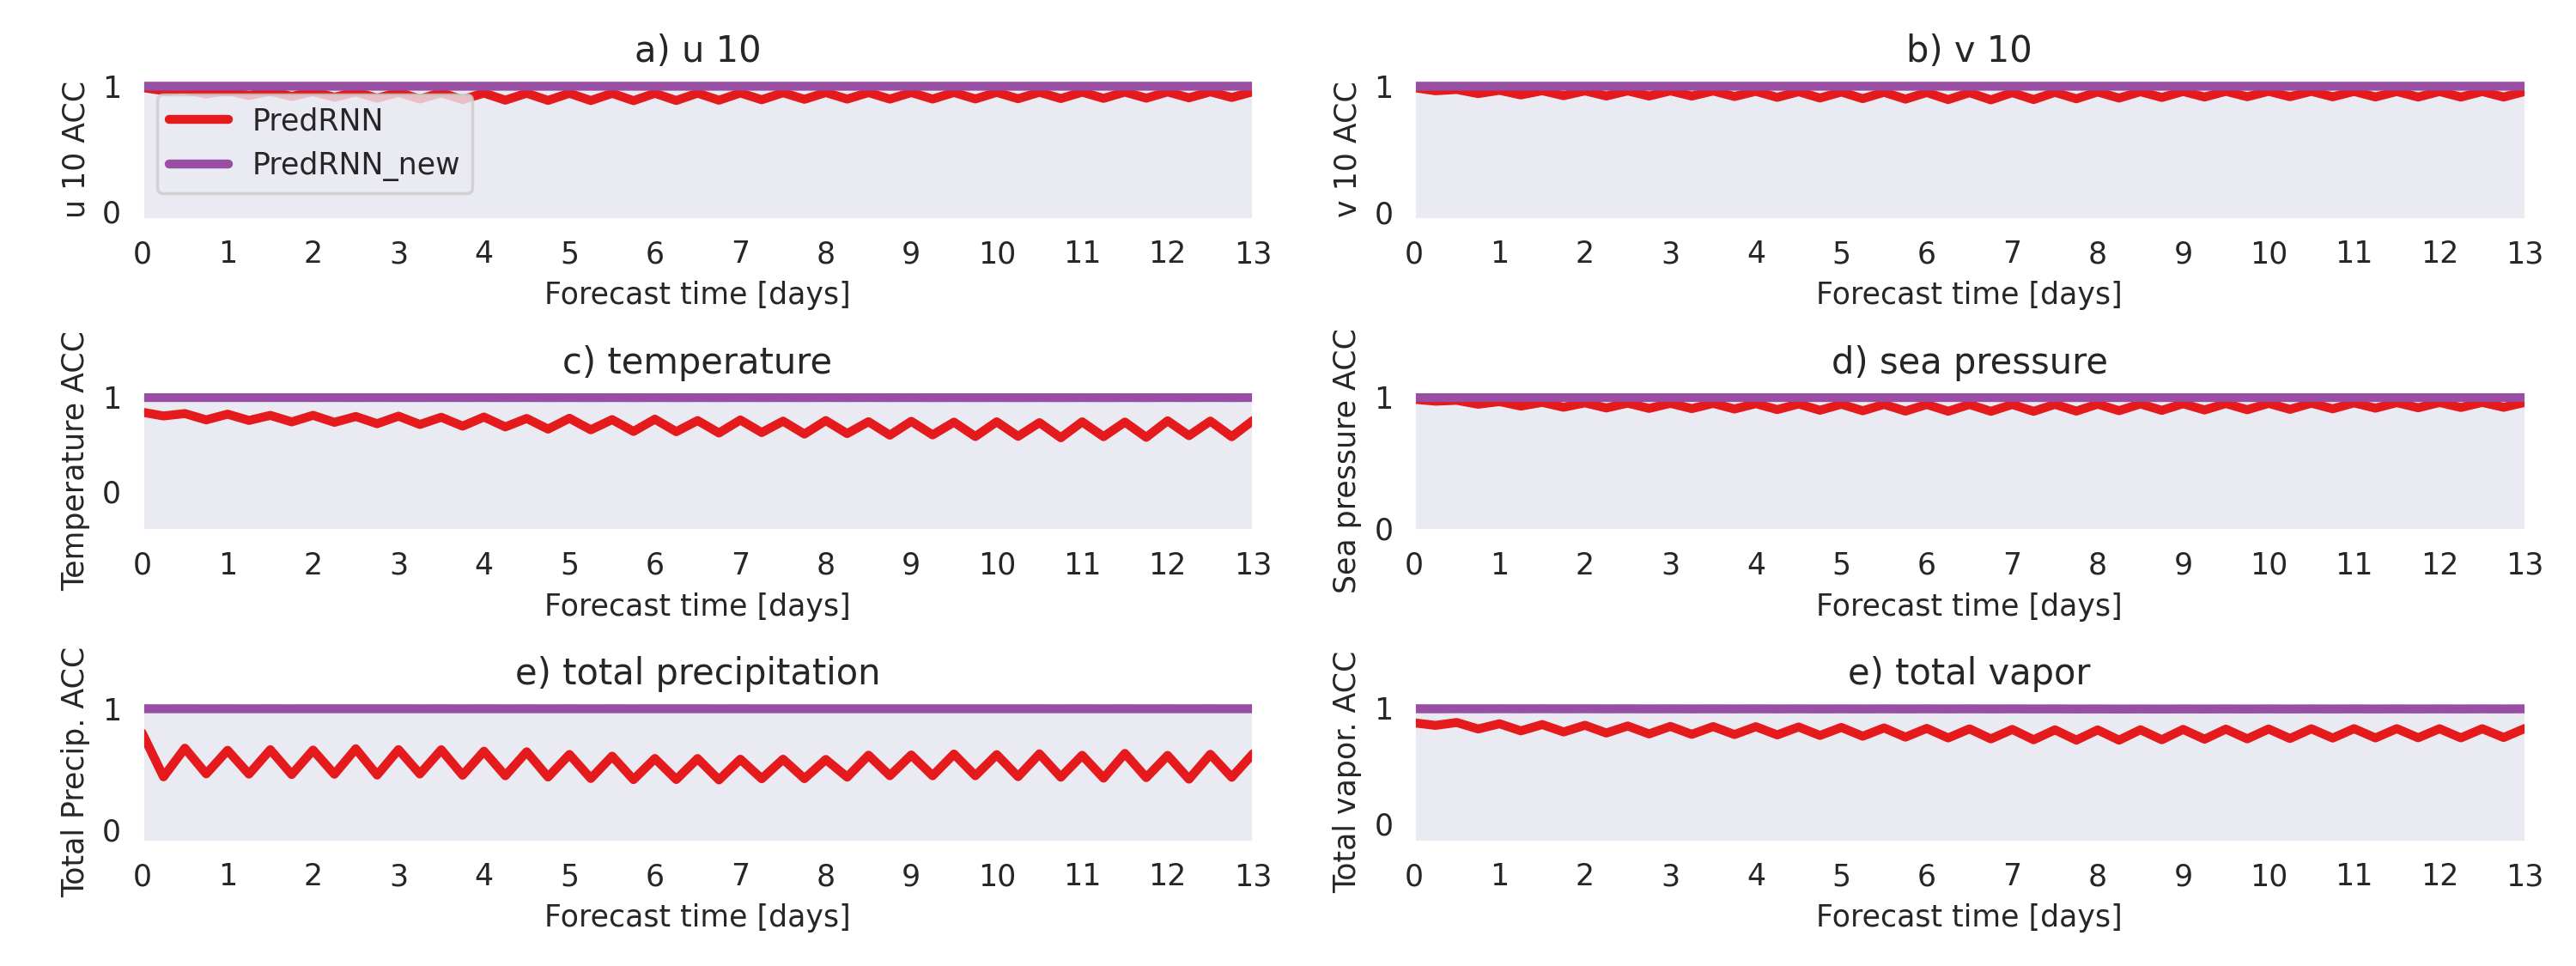 a) u 10
u 10 ACC
1
0
PredRNN
PredRNN_new
0 1 2 3 4 5 6 7 8 9 10 11 12 13
Forecast time [days]
b) v 10
v 10 ACC
1
0
0 1 2 3 4 5 6 7 8 9 10 11 12 13
Forecast time [days]
c) temperature
Temperature ACC
1
0
0 1 2 3 4 5 6 7 8 9 10 11 12 13
Forecast time [days]
d) sea pressure
Sea pressure ACC
1
0
0 1 2 3 4 5 6 7 8 9 10 11 12 13
Forecast time [days]
e) total precipitation
Total Precip. ACC
1
0
0 1 2 3 4 5 6 7 8 9 10 11 12 13
Forecast time [days]
e) total vapor
Total vapor. ACC
1
0
0 1 2 3 4 5 6 7 8 9 10 11 12 13
Forecast time [days]